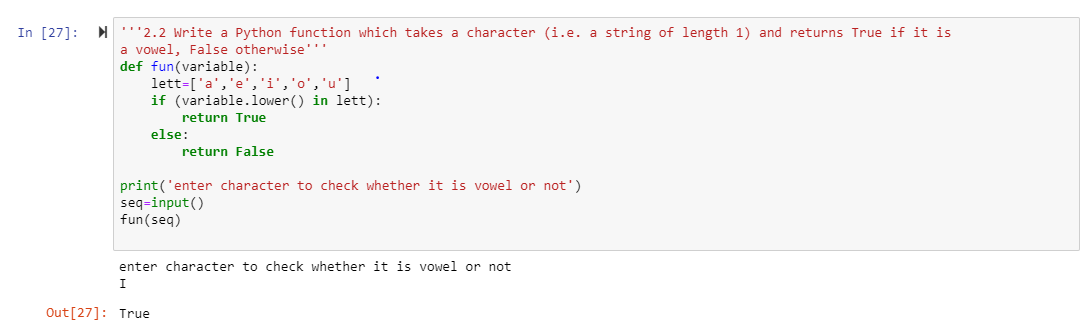 In [27]: '''2.2 Write a Python function which takes a character (i.e. a string of length 1) and returns True if it is
a vowel, False otherwise'''
def fun(variable):
    lett=['a','e','i','o','u']
    if (variable.lower() in lett):
        return True
    else:
        return False

print('enter character to check whether it is vowel or not')
seq=input()
fun(seq)

enter character to check whether it is vowel or not
I
Out[27]: True